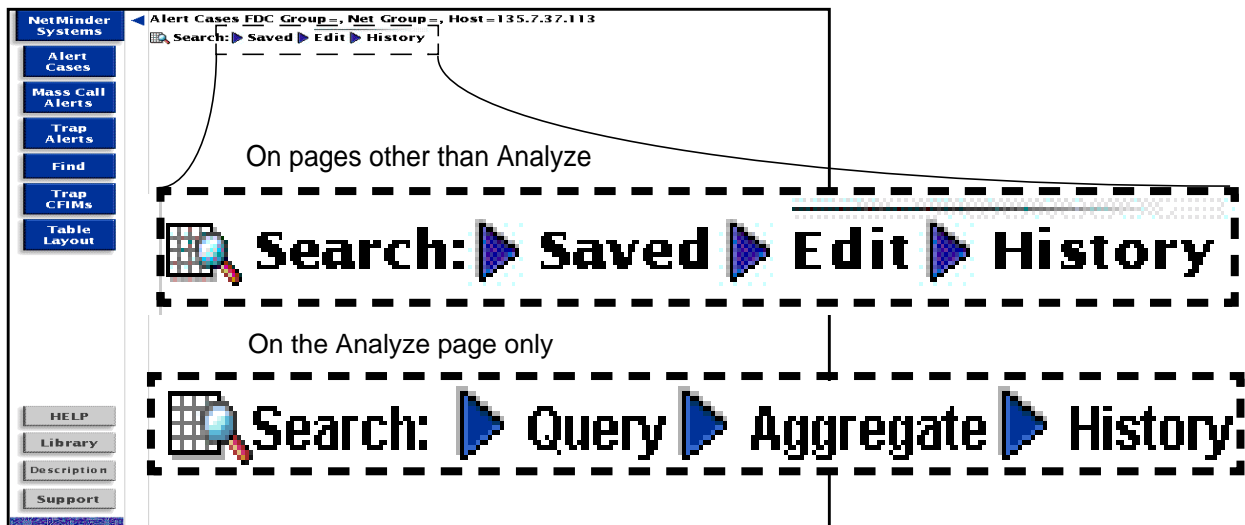 NetMinder
Systems
Alert
Cases
Mass Call
Alerts
Trap
Alerts
Find
Trap
CFIMs
Table
Layout
HELP
Library
Description
Support
Alert Cases FDC Group=, Net Group=, Host=135.7.37.113
Search: Saved Edit History
On pages other than Analyze
Search: Saved Edit History
On the Analyze page only
Search: Query Aggregate History